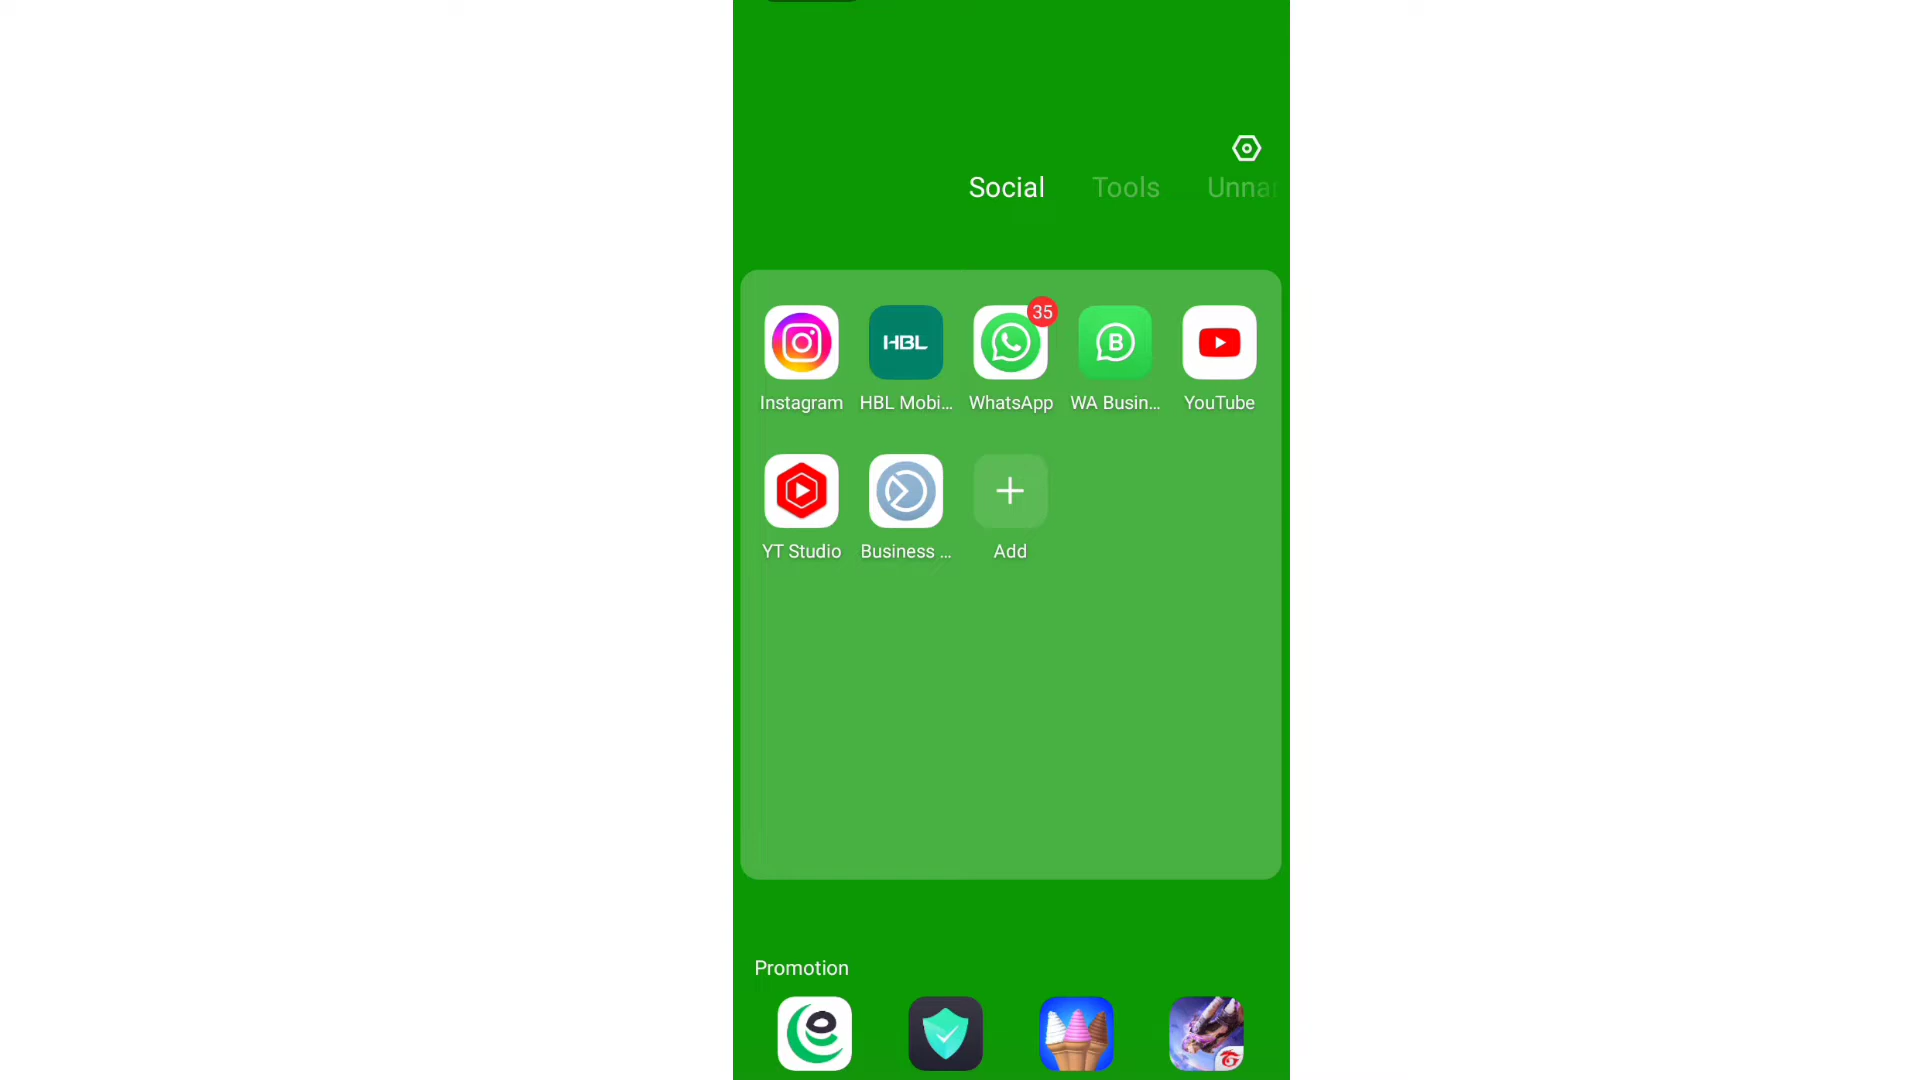 Social Tools Unna
35
HBL
B
Instagram HBL Mobi... WhatsApp WA Busin... YouTube
YT Studio Business ... Add
Promotion